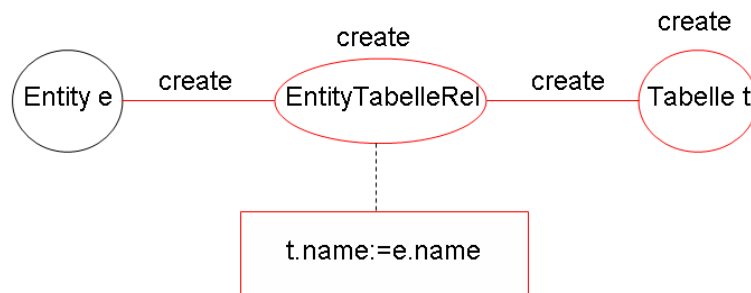 create
create
Entity e
create
EntityTabelleRel
create
Tabelle t
t.name:=e.name